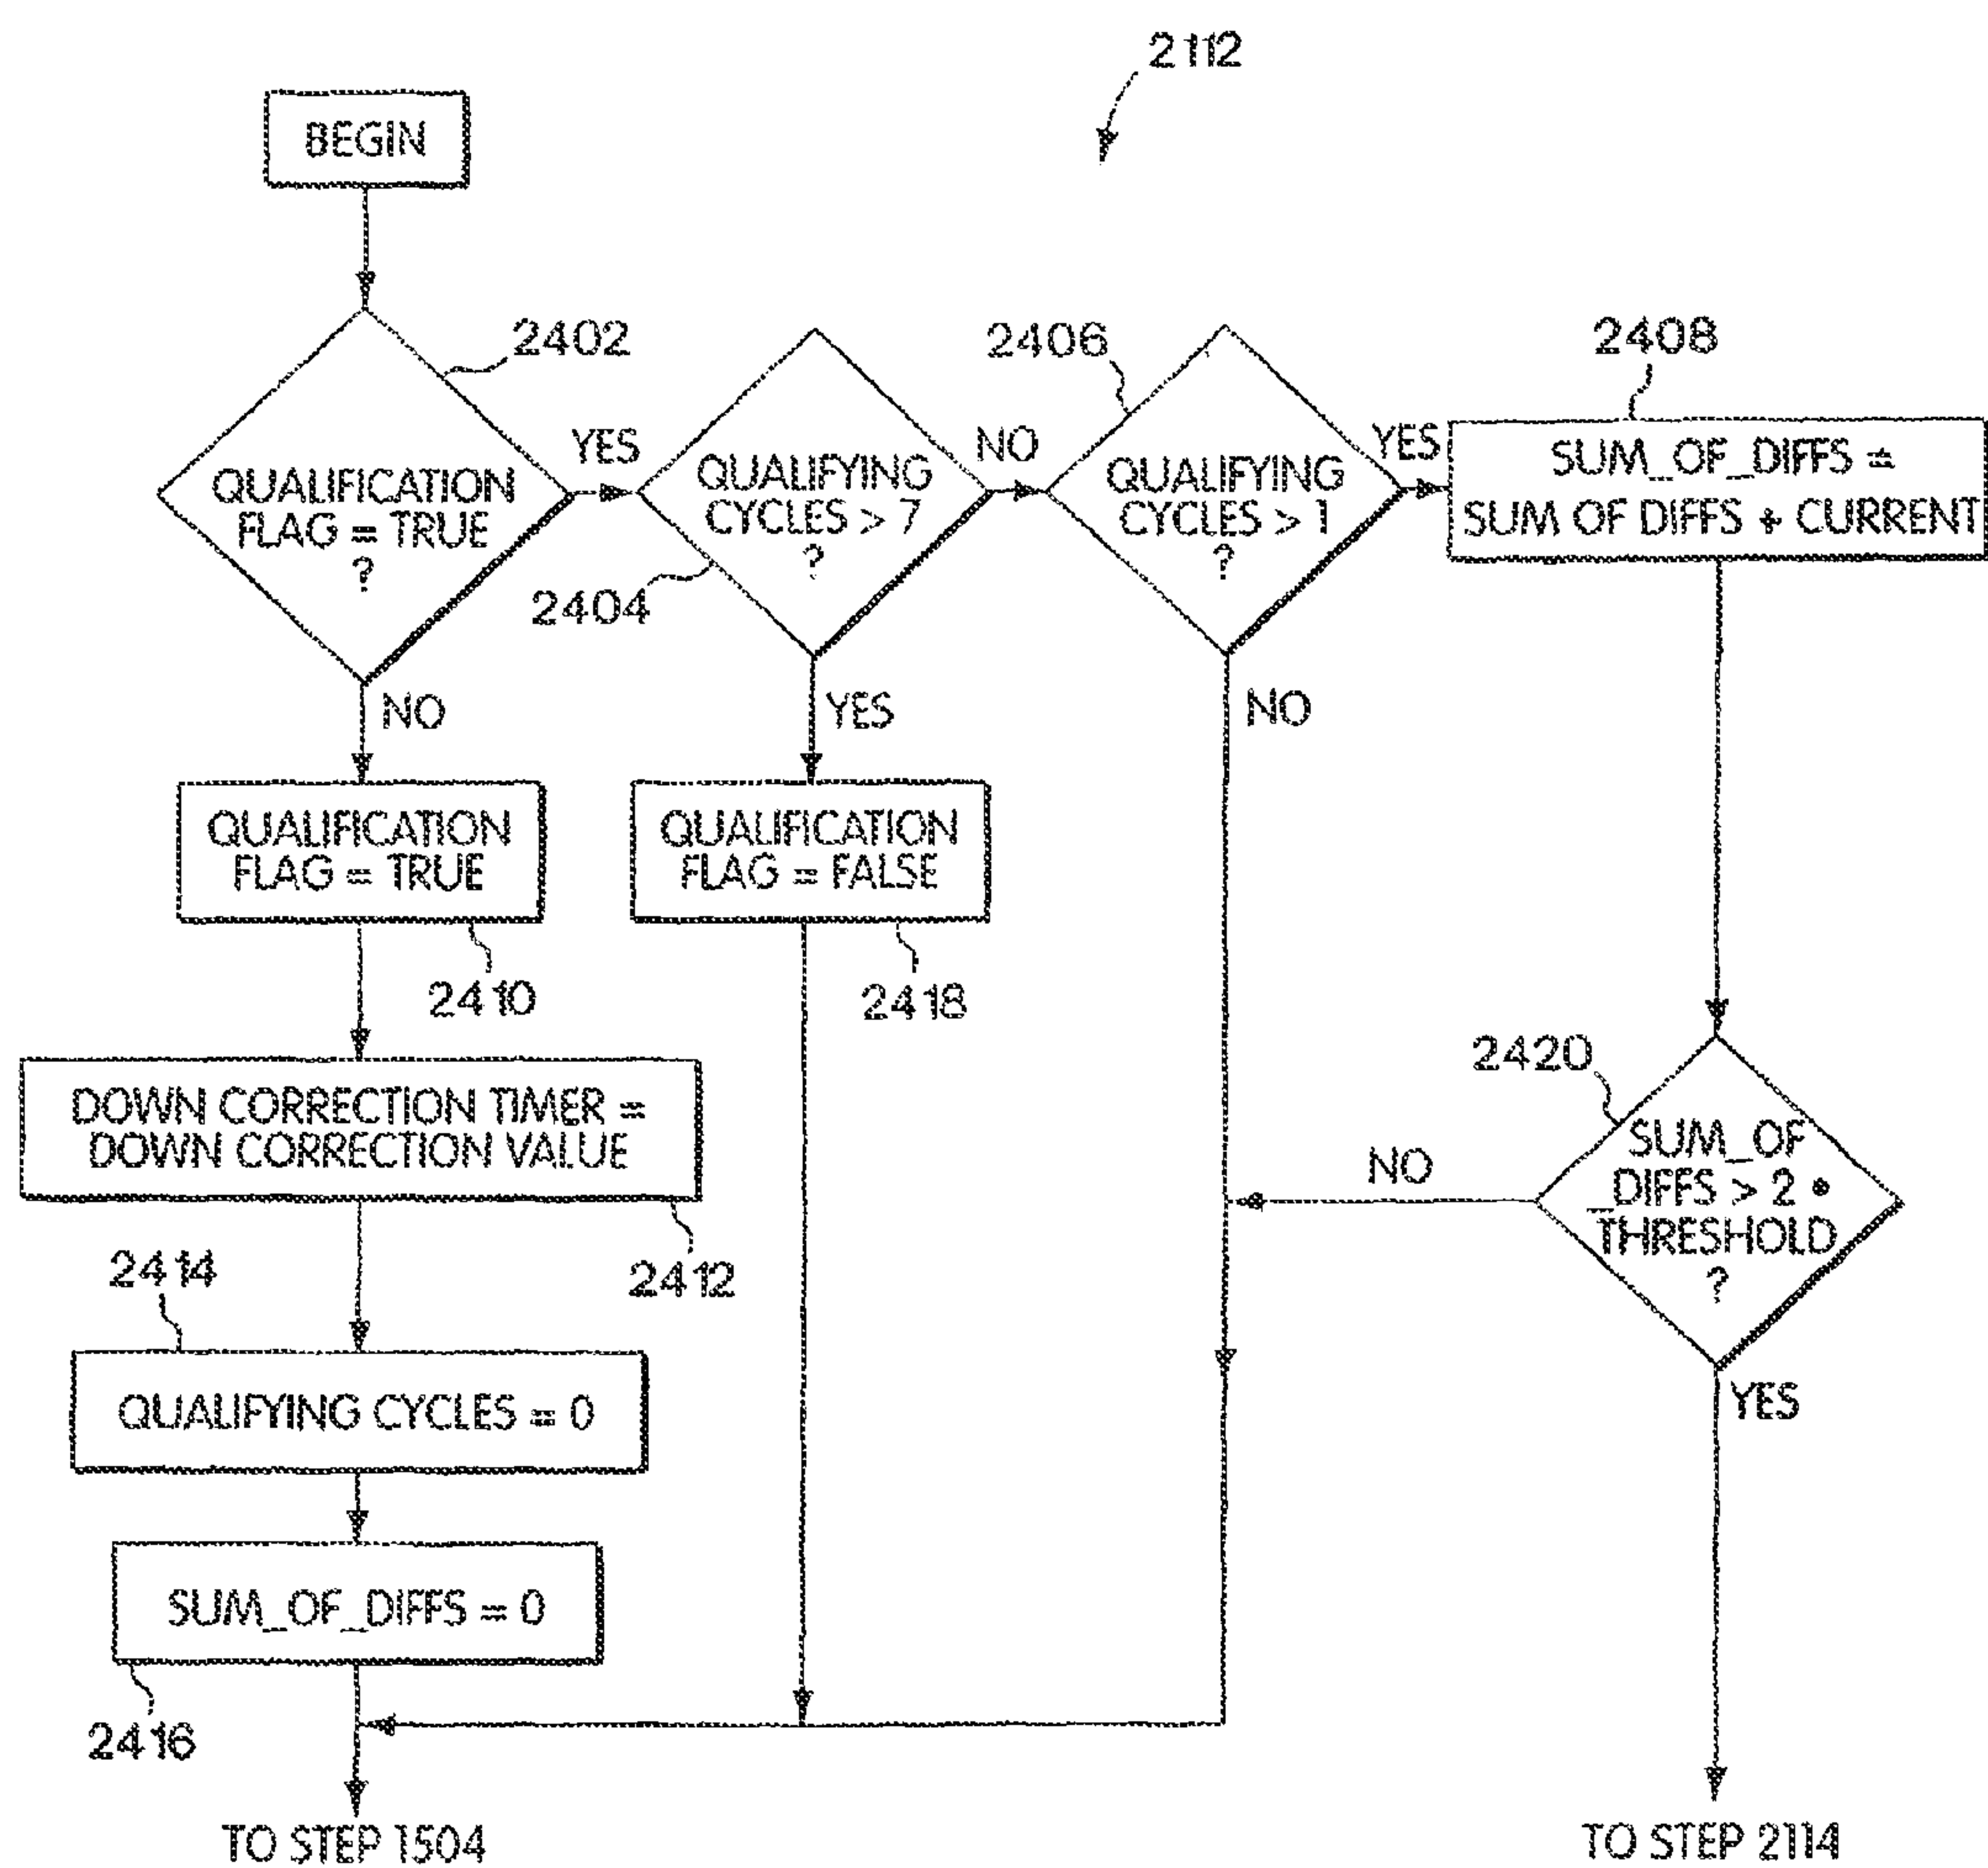 2112
BEGIN
2402
2406
2408
YES
NO
YES
QUALIFICATION
FLAG = TRUE
?
QUALIFYING
CYCLES > 7
?
QUALIFYING
CYCLES > 1
?
SUM_OF_DIFFS =
SUM OF DIFFS + CURRENT
2404
NO
YES
NO
QUALIFICATION
FLAG = TRUE
QUALIFICATION
FLAG = FALSE
2410
2418
2420
DOWN CORRECTION TIMER =
DOWN CORRECTION VALUE
SUM_OF
_DIFFS > 2 •
THRESHOLD
?
NO
2414
2412
QUALIFYING CYCLES = 0
YES
SUM_OF_DIFFS = 0
2416
TO STEP 1504
TO STEP 2114